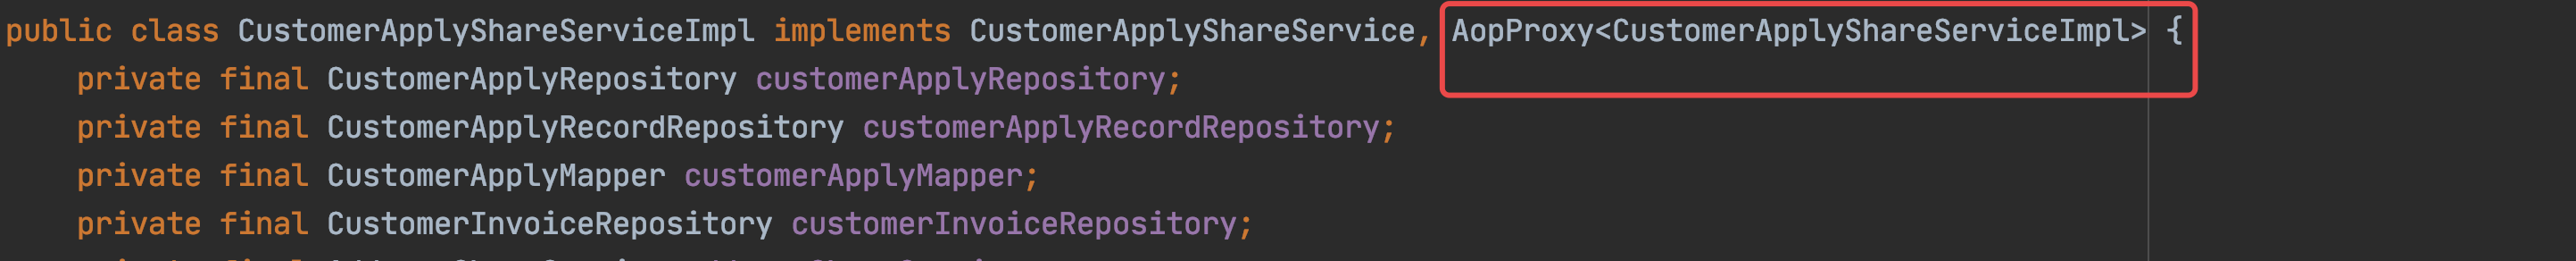 public class CustomerApplyShareServiceImpl implements CustomerApplyShareService, AopProxy<CustomerApplyShareServiceImpl> {
private final CustomerApplyRepository customerApplyRepository;
private final CustomerApplyRecordRepository customerApplyRecordRepository;
private final CustomerApplyMapper customerApplyMapper;
private final CustomerInvoiceRepository customerInvoiceRepository;